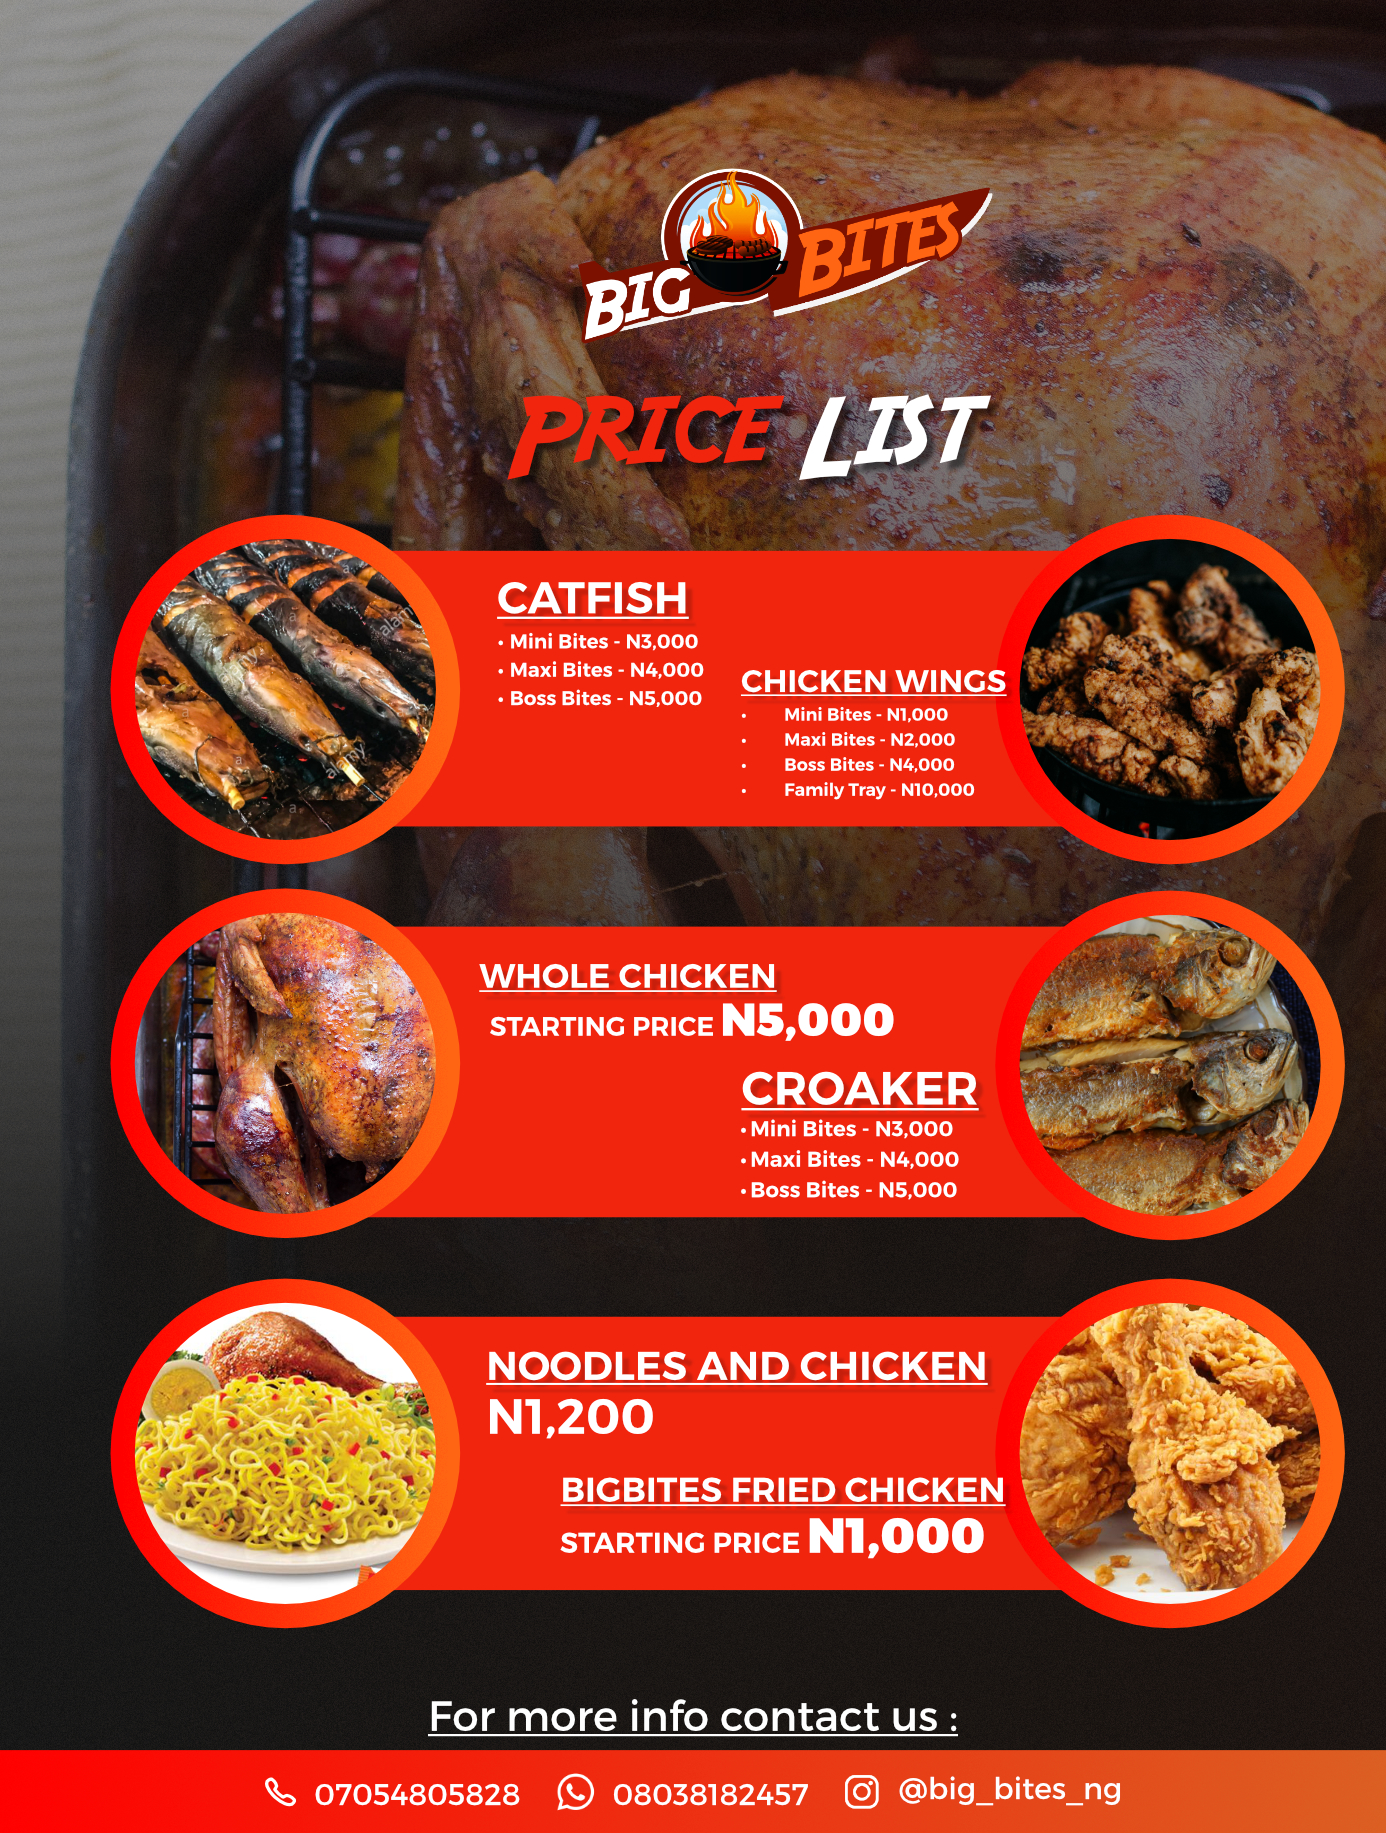 BIG BITES
PRICE LIST
CATFISH
• Mini Bites - N3,000
• Maxi Bites - N4,000
• Boss Bites - N5,000
CHICKEN WINGS
• Mini Bites - N1,000
• Maxi Bites - N2,000
• Boss Bites - N4,000
• Family Tray - N10,000
WHOLE CHICKEN
STARTING PRICE N5,000
CROAKER
• Mini Bites - N3,000
• Maxi Bites - N4,000
• Boss Bites - N5,000
NOODLES AND CHICKEN
N1,200
BIGBITES FRIED CHICKEN
STARTING PRICE N1,000
For more info contact us :
07054805828 08038182457 @big_bites_ng
alamy
a